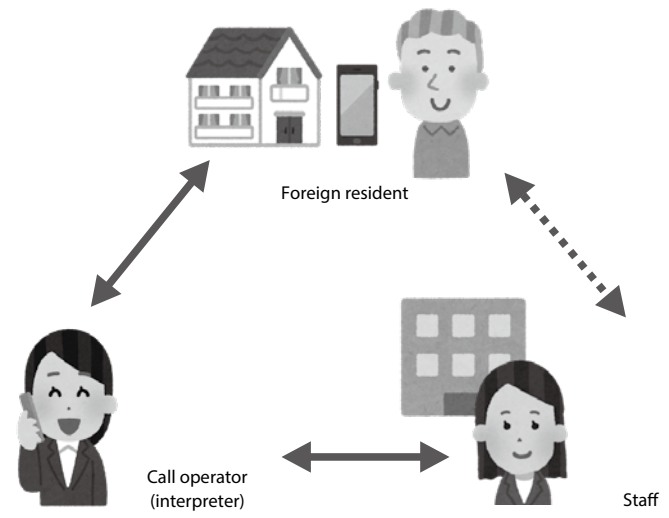 Foreign resident
Call operator
(interpreter)
Staff